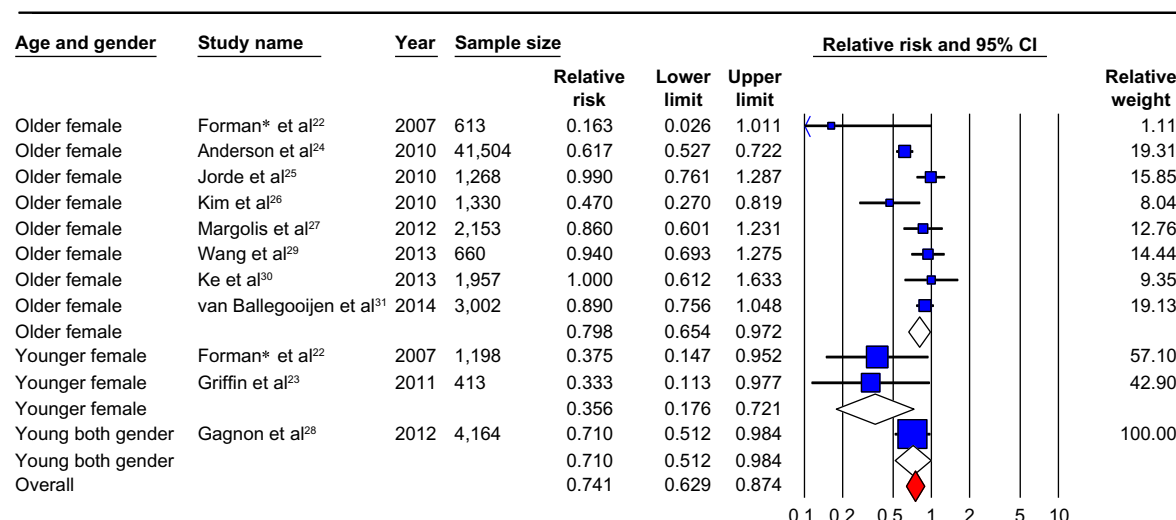 Age and gender Study name Year Sample size Relative risk and 95% CI
Relative Lower Upper Relative
risk limit limit weight
Older female Forman* et al22 2007 613 0.163 0.026 1.011 1.11
Older female Anderson et al24 2010 41,504 0.617 0.527 0.722 19.31
Older female Jorde et al25 2010 1,268 0.990 0.761 1.287 15.85
Older female Kim et al26 2010 1,330 0.470 0.270 0.819 8.04
Older female Margolis et al27 2012 2,153 0.860 0.601 1.231 12.76
Older female Wang et al29 2013 660 0.940 0.693 1.275 14.44
Older female Ke et al30 2013 1,957 1.000 0.612 1.633 9.35
Older female van Ballegooijen et al31 2014 3,002 0.890 0.756 1.048 19.13
Older female 0.798 0.654 0.972
Younger female Forman* et al22 2007 1,198 0.375 0.147 0.952 57.10
Younger female Griffin et al23 2011 413 0.333 0.113 0.977 42.90
Younger female 0.356 0.176 0.721
Young both gender Gagnon et al28 2012 4,164 0.710 0.512 0.984 100.00
Young both gender 0.710 0.512 0.984
Overall 0.741 0.629 0.874
0.1 0.2 0.5 1 2 5 10